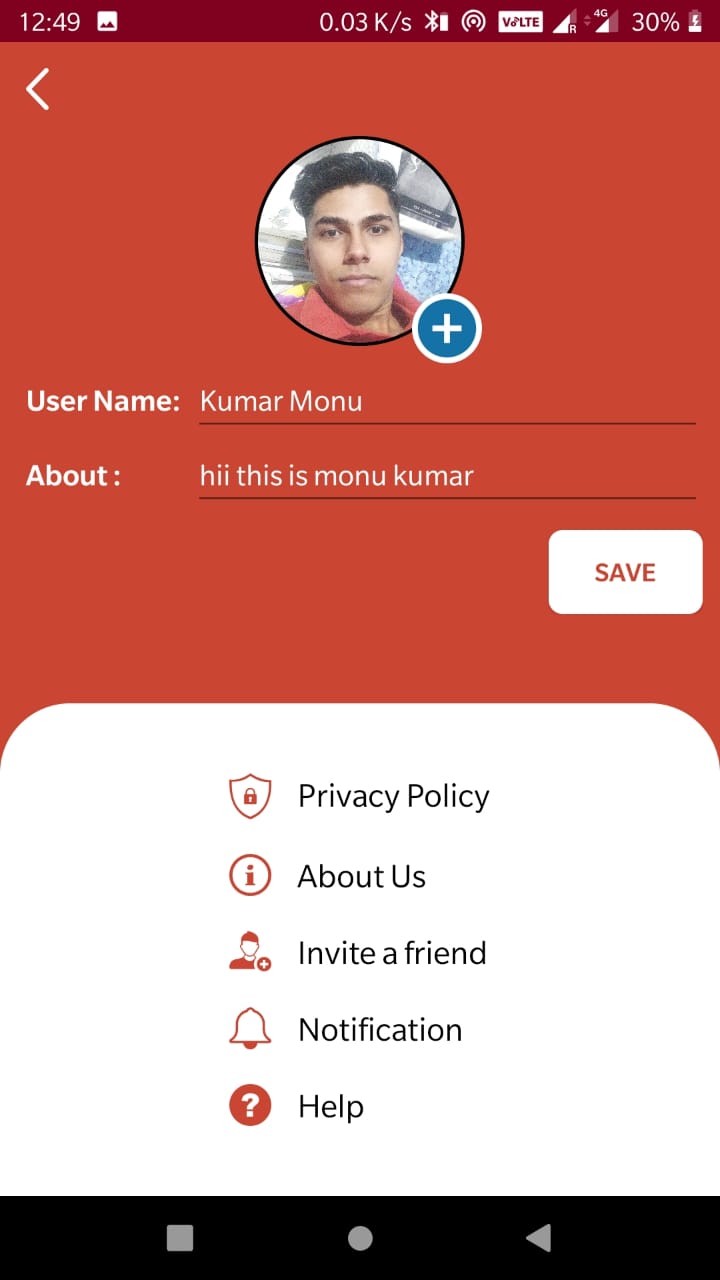 12:49 0.03 K/s VoLTE R 4G 30%
User Name: Kumar Monu
About : hii this is monu kumar
SAVE
Privacy Policy
About Us
Invite a friend
Notification
Help